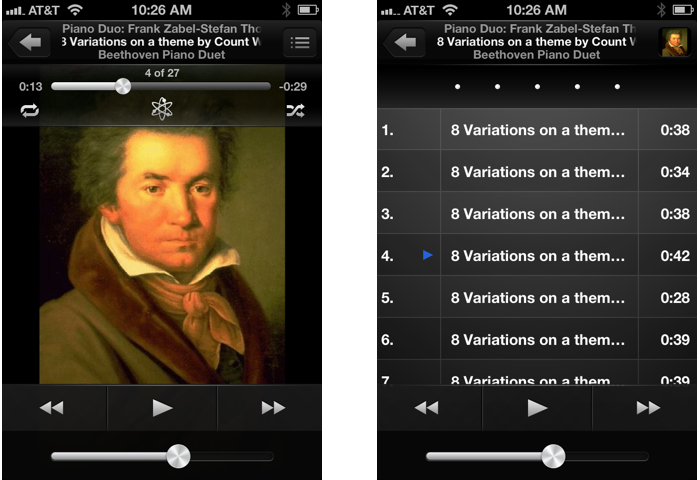 AT&T 10:26 AM
Piano Duo: Frank Zabel-Stefan Tho
8 Variations on a theme by Count W
Beethoven Piano Duet
4 of 27
0:13 -0:29
AT&T 10:26 AM
Piano Duo: Frank Zabel-Stefan Th
8 Variations on a theme by Count W
Beethoven Piano Duet
1. 8 Variations on a them... 0:38
2. 8 Variations on a them... 0:34
3. 8 Variations on a them... 0:38
4. 8 Variations on a them... 0:42
5. 8 Variations on a them... 0:28
6. 8 Variations on a them... 0:39
7. 8 Variations on a them... 0:39